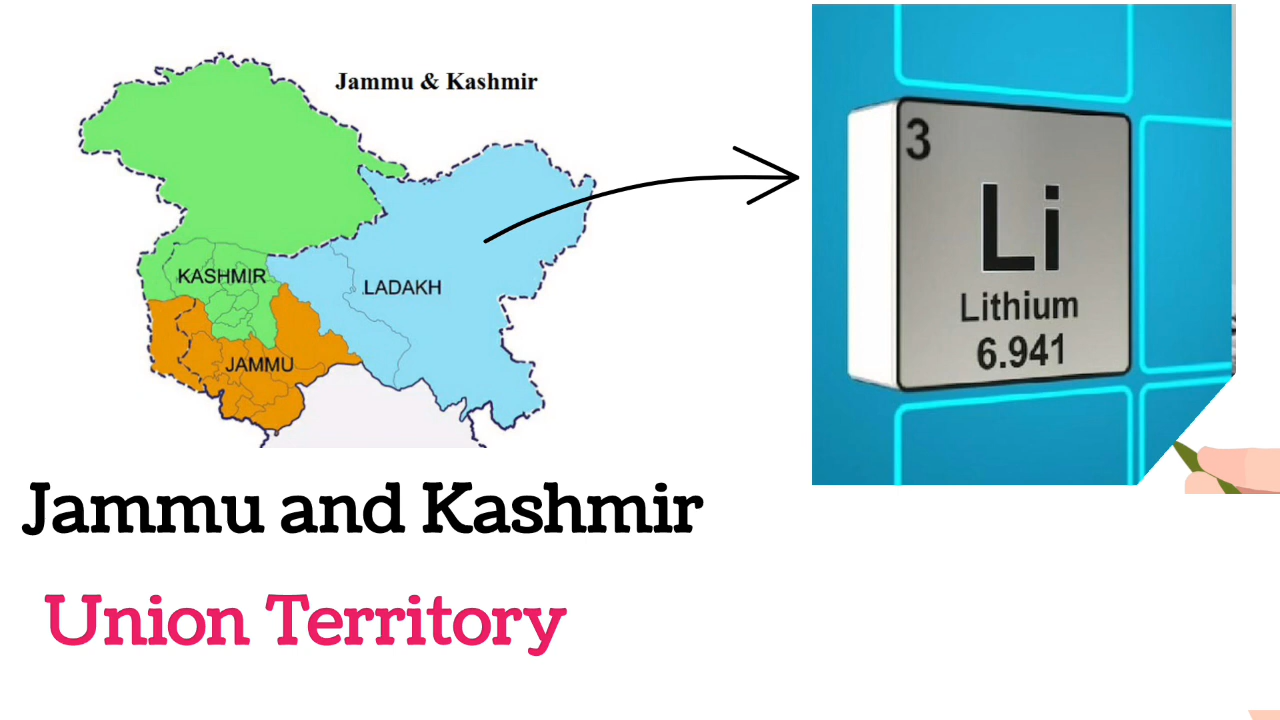 Jammu & Kashmir
KASHMIR
LADAKH
JAMMU
3
Li
Lithium
6.941
Jammu and Kashmir
Union Territory